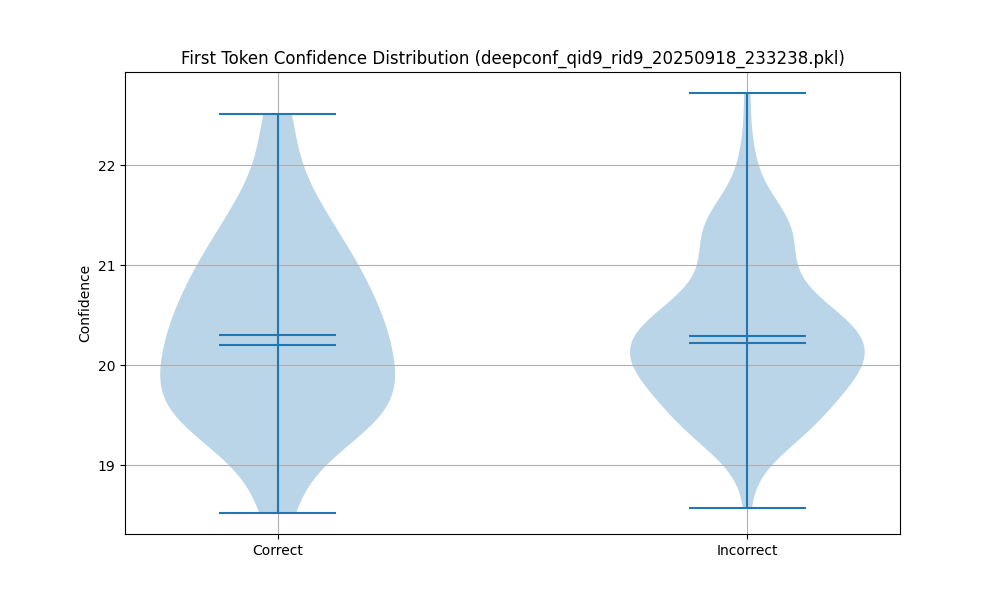 First Token Confidence Distribution (deepconf_qid9_rid9_20250918_233238.pkl)
Confidence
22
21
20
19
Correct
Incorrect